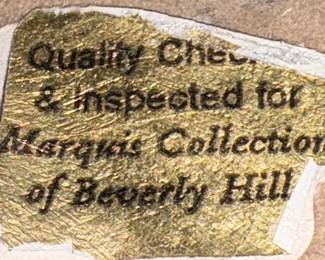 Quality Chec
& Inspected for
Marquis Collection
of Beverly Hill